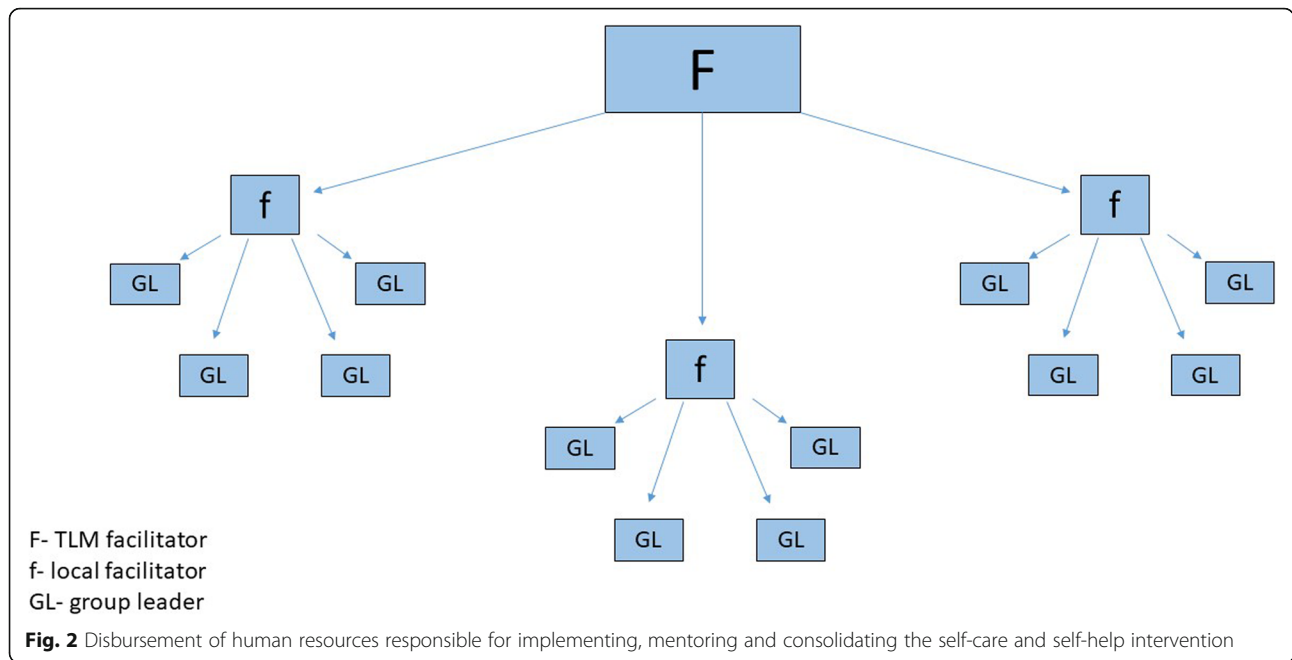 F
f
f
GL
GL
GL
GL
GL
GL
GL
GL
f
GL
GL
GL
GL
F- TLM facilitator
f- local facilitator
GL- group leader
Fig. 2 Disbursement of human resources responsible for implementing, mentoring and consolidating the self-care and self-help intervention